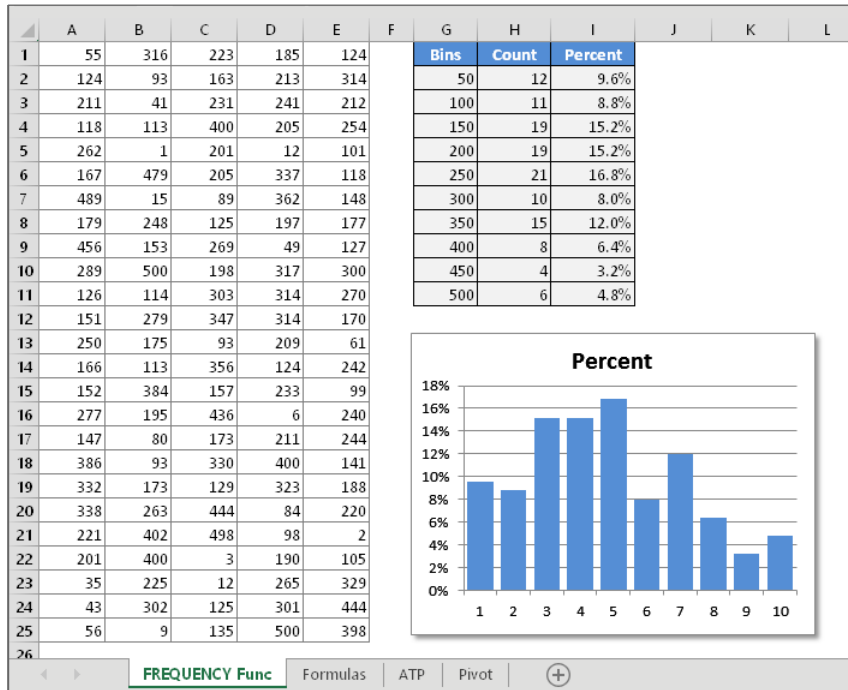 A B C D E F G H I J K L
1 55 316 223 185 124 Bins Count Percent
2 124 93 163 213 314 50 12 9.6%
3 211 41 231 241 212 100 11 8.8%
4 118 113 400 205 254 150 19 15.2%
5 262 1 201 12 101 200 19 15.2%
6 167 479 205 337 118 250 21 16.8%
7 489 15 89 362 148 300 10 8.0%
8 179 248 125 197 177 350 15 12.0%
9 456 153 269 49 127 400 8 6.4%
10 289 500 198 317 300 450 4 3.2%
11 126 114 303 314 270 500 6 4.8%
12 151 279 347 314 170
13 250 175 93 209 61
14 166 113 356 124 242
15 152 384 157 233 99
16 277 195 436 6 240
17 147 80 173 211 244
18 386 93 330 400 141
19 332 173 129 323 188
20 338 263 444 84 220
21 221 402 498 98 2
22 201 400 3 190 105
23 35 225 12 265 329
24 43 302 125 301 444
25 56 9 135 500 398
26
Percent
18%
16%
14%
12%
10%
8%
6%
4%
2%
0%
1 2 3 4 5 6 7 8 9 10
FREQUENCY Func Formulas ATP Pivot